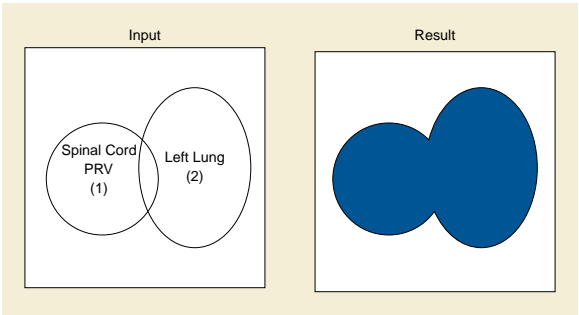 Input
Result
Spinal Cord
PRV
(1)
Left Lung
(2)